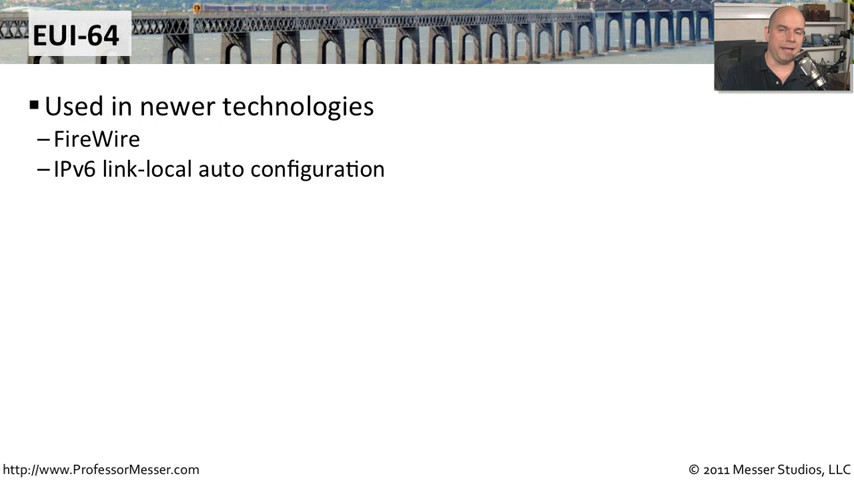 EUI-64
▪ Used in newer technologies
– FireWire
– IPv6 link-local auto configuration
http://www.ProfessorMesser.com
© 2011 Messer Studios, LLC